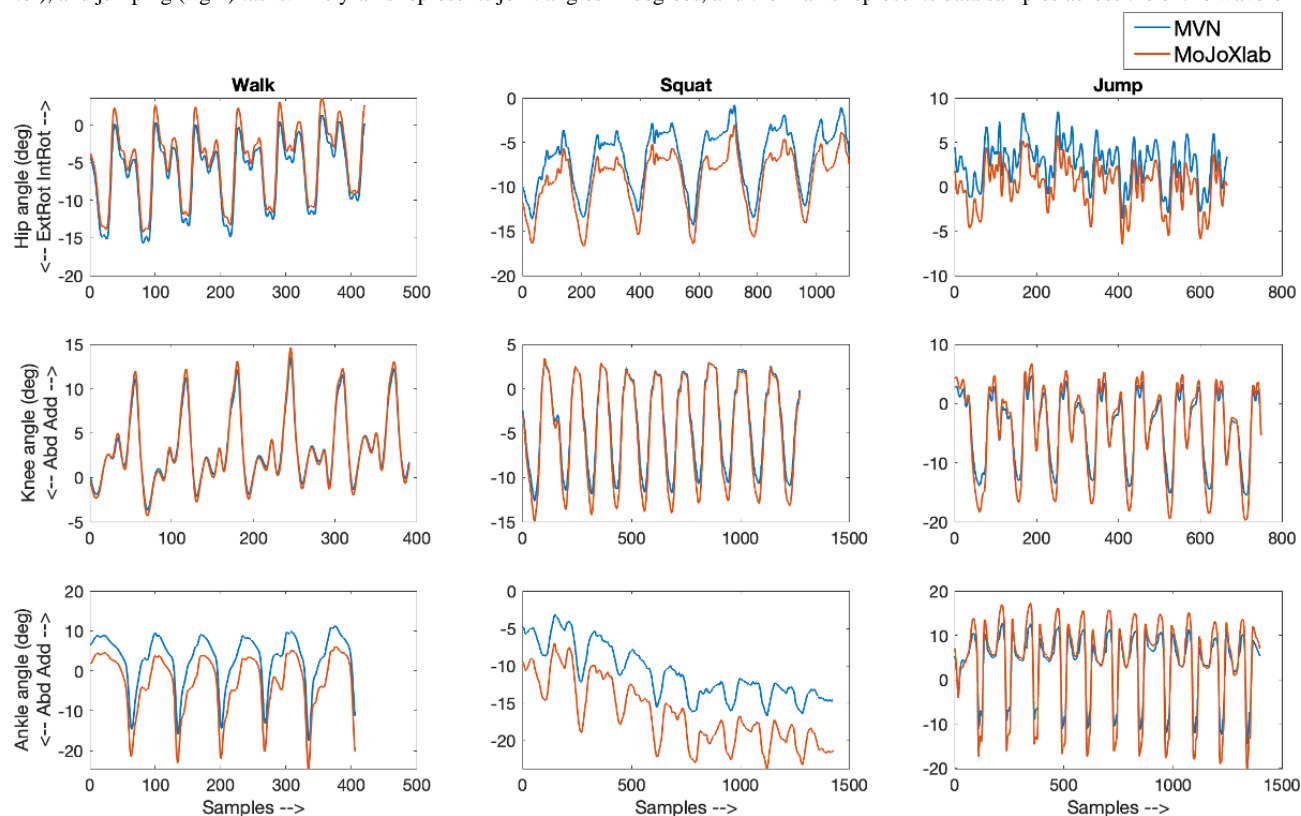 MVN
MoJoXlab
Walk
Squat
Jump
Hip angle (deg)
<-- ExtRot IntRot -->
5
0
-5
-10
-15
-20
0 100 200 300 400 500
0
-5
-10
-15
-20
0 200 400 600 800 1000
10
5
0
-5
-10
0 200 400 600 800
Knee angle (deg)
<-- Abd Add -->
15
10
5
0
-5
0 100 200 300 400
5
0
-5
-10
-15
0 500 1000 1500
10
0
-10
-20
0 200 400 600 800
Ankle angle (deg)
<-- Abd Add -->
20
10
0
-10
-20
0 100 200 300 400 500
Samples -->
0
-5
-10
-15
-20
0 500 1000 1500
Samples -->
20
10
0
-10
-20
0 500 1000 1500
Samples -->